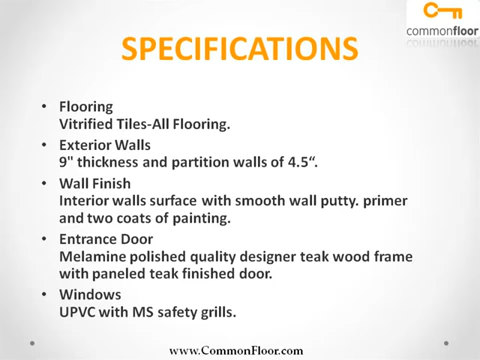 commonfloor
SPECIFICATIONS
• Flooring
Vitrified Tiles-All Flooring.
• Exterior Walls
9" thickness and partition walls of 4.5“.
• Wall Finish
Interior walls surface with smooth wall putty. primer
and two coats of painting.
• Entrance Door
Melamine polished quality designer teak wood frame
with paneled teak finished door.
• Windows
UPVC with MS safety grills.
www.CommonFloor.com